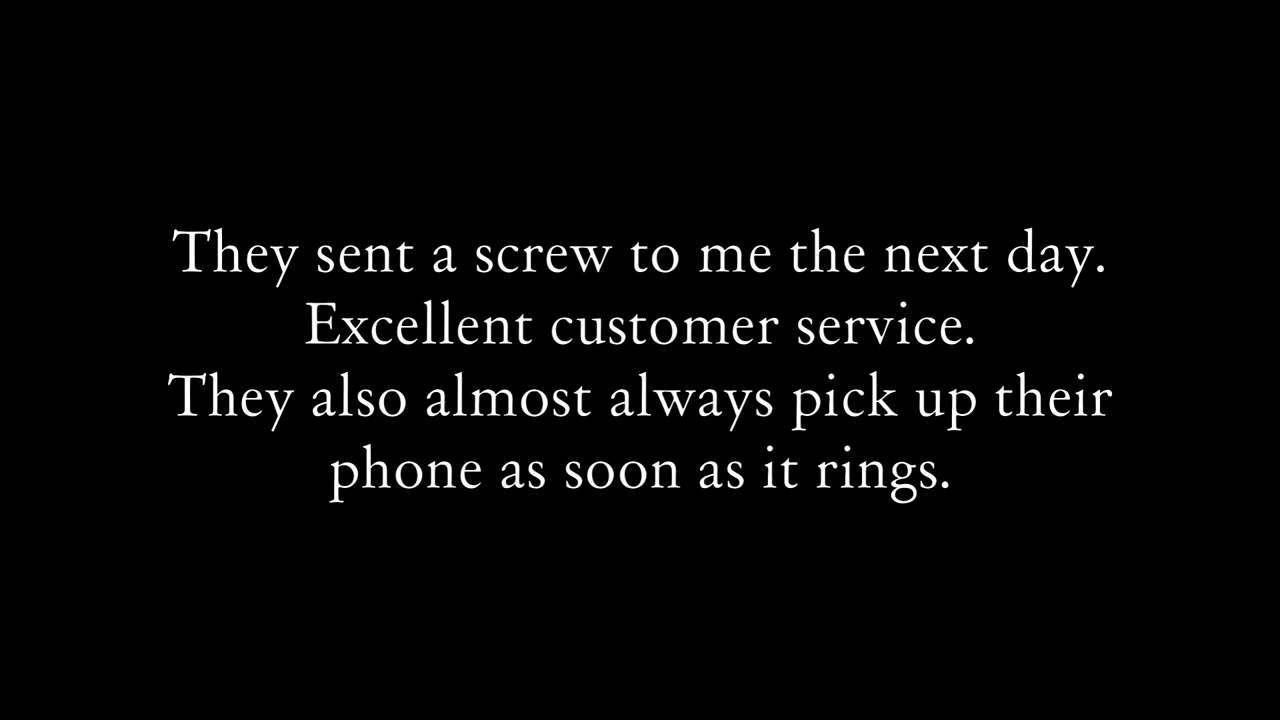 They sent a screw to me the next day.
Excellent customer service.
They also almost always pick up their
phone as soon as it rings.